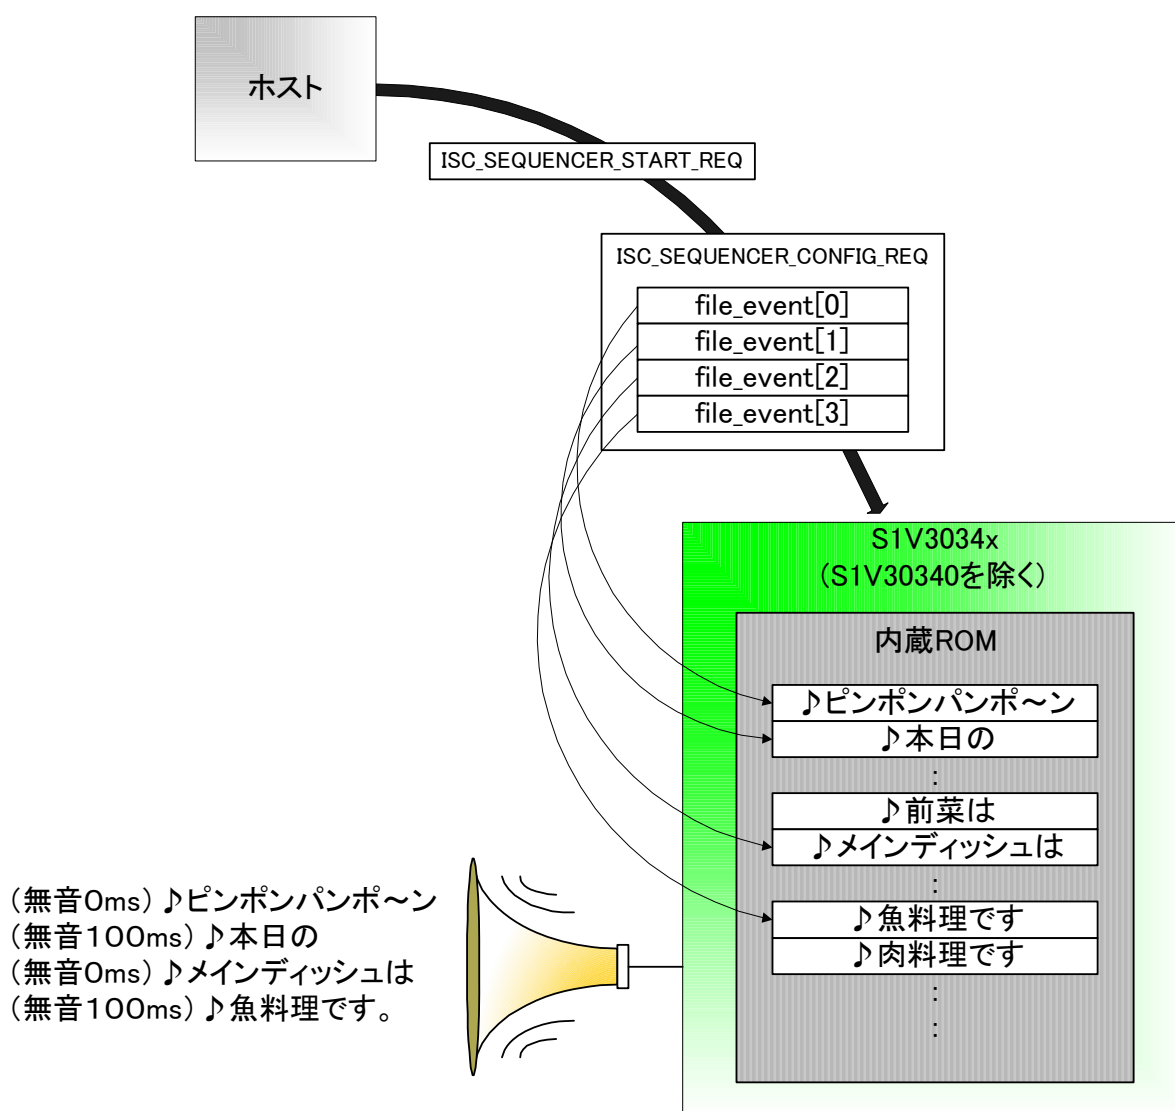 ホスト
ISC_SEQUENCER_START_REQ
ISC_SEQUENCER_CONFIG_REQ
file_event[0]
file_event[1]
file_event[2]
file_event[3]
S1V3034x
(S1V30340を除く)
内蔵ROM
♪ピンポンパンポ～ン
♪本日の
:
♪前菜は
♪メインディッシュは
:
♪魚料理です
♪肉料理です
:
:
(無音0ms)♪ピンポンパンポ～ン
(無音100ms)♪本日の
(無音0ms)♪メインディッシュは
(無音100ms)♪魚料理です。